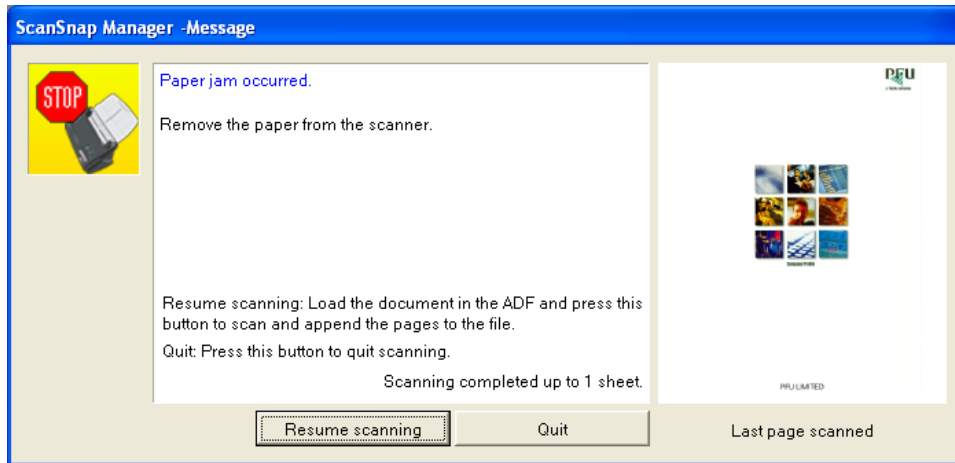 ScanSnap Manager -Message
STOP
Paper jam occurred.
Remove the paper from the scanner.
Resume scanning: Load the document in the ADF and press this
button to scan and append the pages to the file.
Quit: Press this button to quit scanning.
Scanning completed up to 1 sheet.
PFU
PFU LIMITED
Resume scanning
Quit
Last page scanned